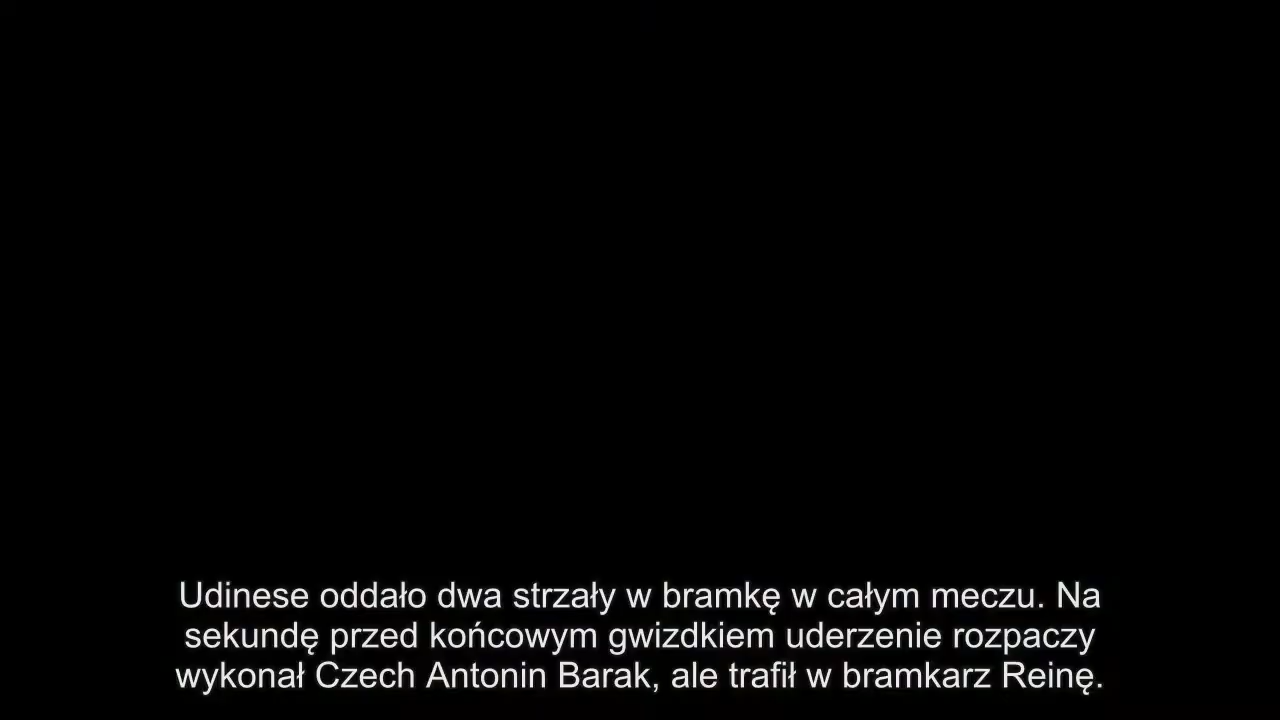 Udinese oddało dwa strzały w bramkę w całym meczu. Na
sekundę przed końcowym gwizdkiem uderzenie rozpaczy
wykonał Czech Antonin Barak, ale trafił w bramkarz Reinę.